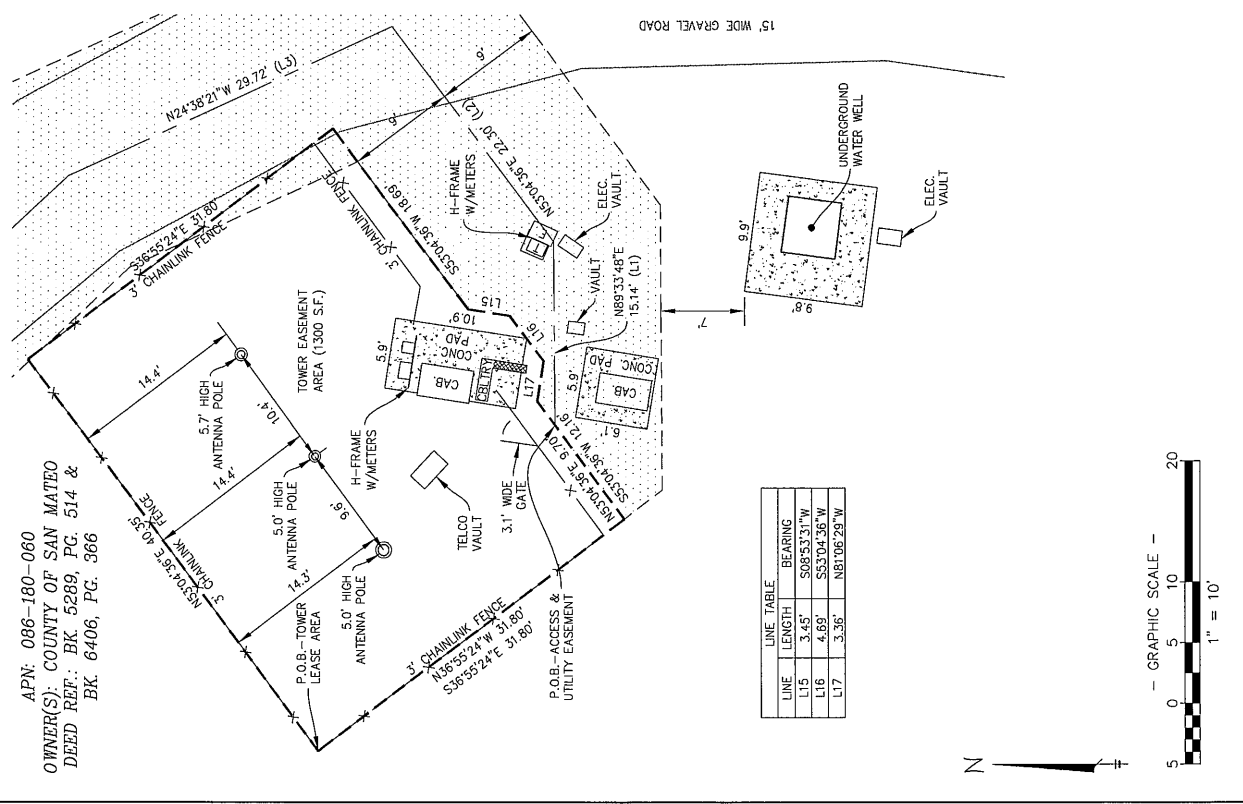 APN: 086-180-060
OWNER(S): COUNTY OF SAN MATEO
DEED REF.: BK 5289, PG. 514 &
BK. 6406, PG. 366
15' WIDE GRAVEL ROAD
N24°38'21"W 29.72' (L3)
9'
6'
N53°04'36"E 22.30' (L2)
H-FRAME
W/METERS
ELEC.
VAULT
UNDERGROUND
WATER WELL
ELEC.
VAULT
9.9'
9.8'
7'
S36°55'24"E 31.80'
3' CHAINLINK FENCE
3' CHAINLINK FENCE
S53°04'36"W 18.69'
L15
L16
L17
10.9'
5.9'
CONC.
PAD
CAB.
CBLTRY
VAULT
N89°33'48"E
15.14' (L1)
5.9'
6.1'
CONC. PAD
CAB.
TOWER EASEMENT
AREA (1300 S.F.)
14.4'
5.7' HIGH
ANTENNA POLE
10.4'
14.4'
5.0' HIGH
ANTENNA POLE
9.6'
14.3'
5.0' HIGH
ANTENNA POLE
H-FRAME
W/METERS
TELCO
VAULT
3.1' WIDE
GATE
N53°04'36"E 40.35'
3' CHAINLINK FENCE
P.O.B.-TOWER
LEASE AREA
3' CHAINLINK FENCE
N36°55'24"W 31.80'
S36°55'24"E 31.80'
N53°04'36"E 9.70'
S53°04'36"W 12.16'
P.O.B.-ACCESS &
UTILITY EASEMENT
LINE TABLE
LINE LENGTH BEARING
L15 3.45' S08°53'31"W
L16 4.69' S53°04'36"W
L17 3.36' N81°06'29"W
N
- GRAPHIC SCALE -
5 0 5 10 20
1" = 10'